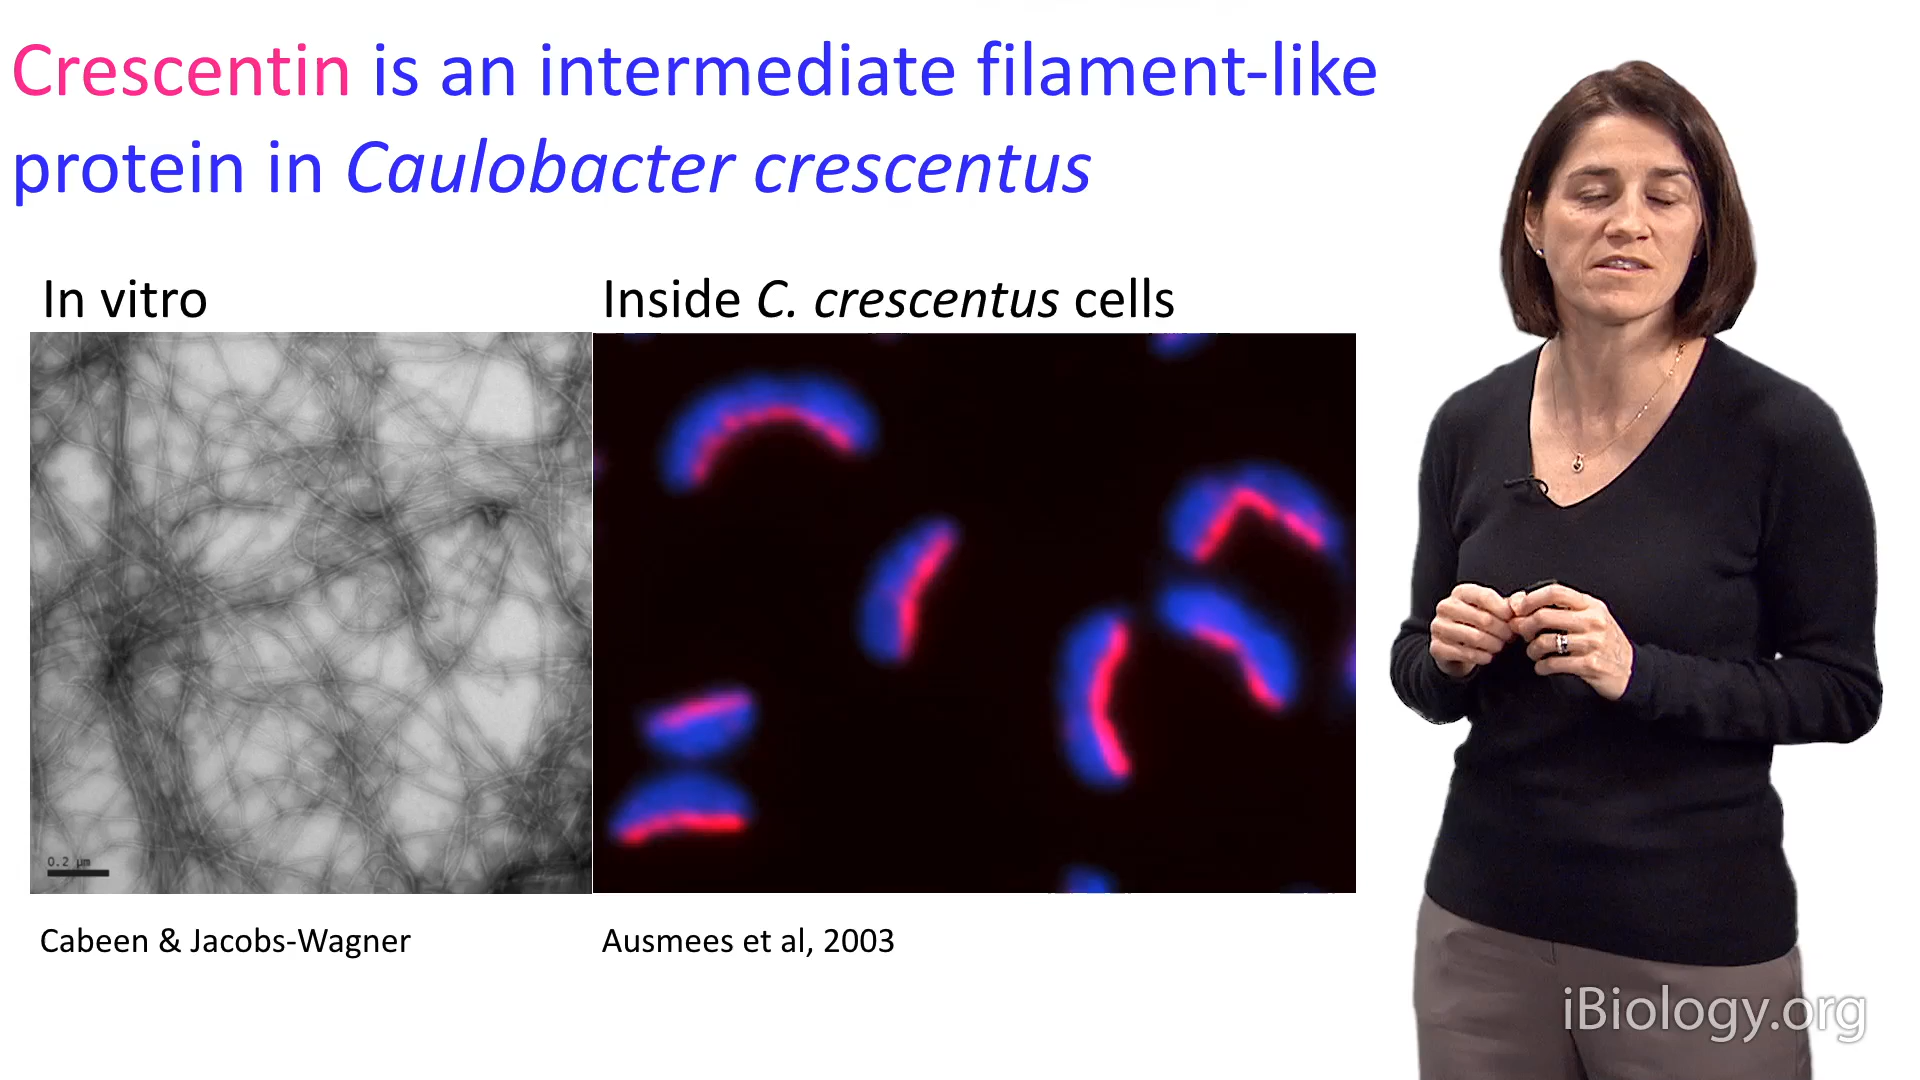 Crescentin is an intermediate filament-like
protein in Caulobacter crescentus
In vitro
Inside C. crescentus cells
0.2 µm
Cabeen & Jacobs-Wagner
Ausmees et al, 2003
iBiology.org